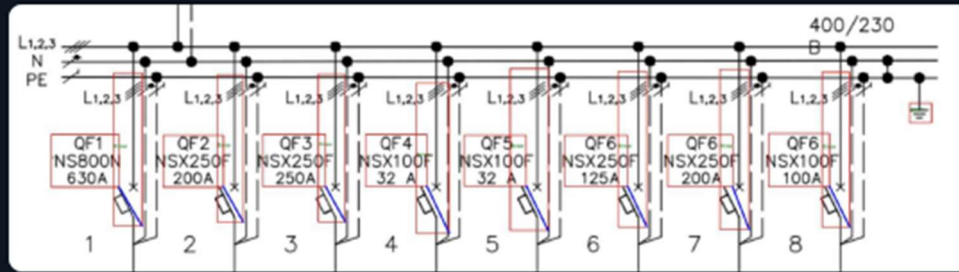 400/230
L1,2,3
B
N
PE
L1,2,3 L1,2,3 L1,2,3 L1,2,3 L1,2,3 L1,2,3 L1,2,3 L1,2,3
QF1 QF2 QF3 QF4 QF5 QF6 QF6 QF6
NS800N NSX250F NSX250F NSX100F NSX100F NSX250F NSX250F NSX250F
630A 200A 250A 32 A 32 A 125A 200A 100A
1 2 3 4 5 6 7 8